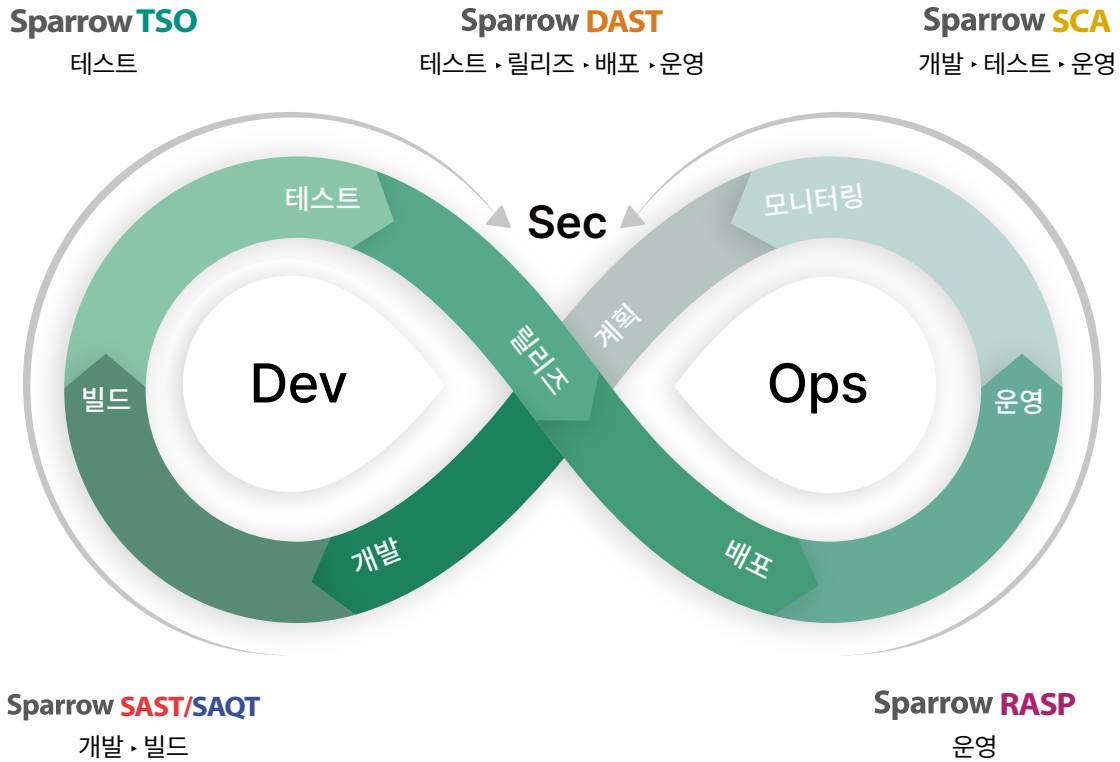 Sparrow TSO
테스트
Sparrow DAST
테스트 ‣ 릴리즈 ‣ 배포 ‣ 운영
Sparrow SCA
개발 ‣ 테스트 ‣ 운영
테스트
Sec
모니터링
릴리즈
계획
Dev
Ops
빌드
운영
개발
배포
Sparrow SAST/SAQT
개발 ‣ 빌드
Sparrow RASP
운영